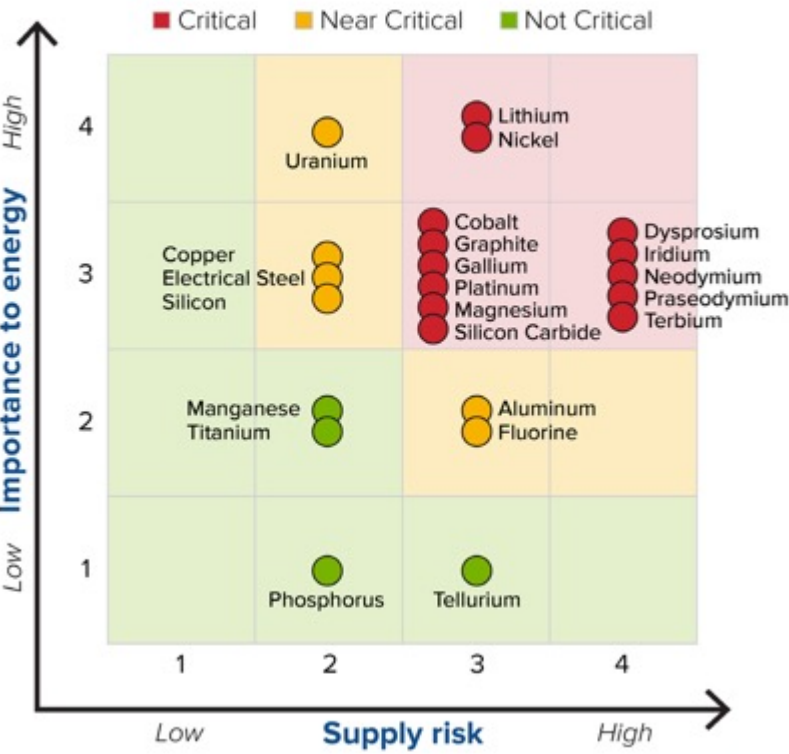 Critical Near Critical Not Critical
High
Importance to energy
Low
4
Uranium
Lithium
Nickel
3
Copper
Electrical Steel
Silicon
Cobalt
Graphite
Gallium
Platinum
Magnesium
Silicon Carbide
Dysprosium
Iridium
Neodymium
Praseodymium
Terbium
2
Manganese
Titanium
Aluminum
Fluorine
1
Phosphorus
Tellurium
1 2 3 4
Low Supply risk High